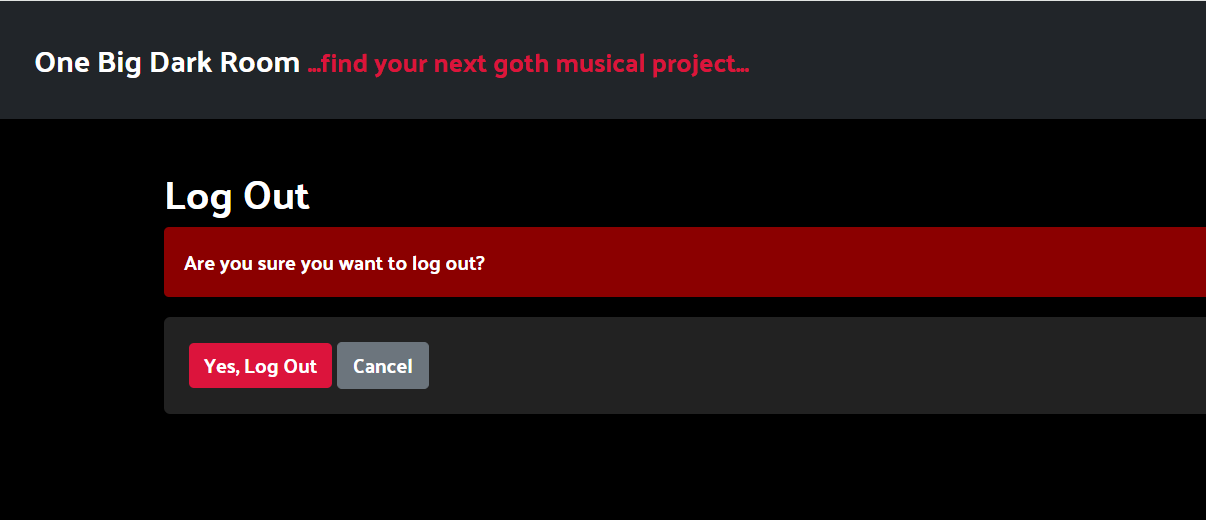 One Big Dark Room ...find your next goth musical project...
Log Out
Are you sure you want to log out?
Yes, Log Out Cancel